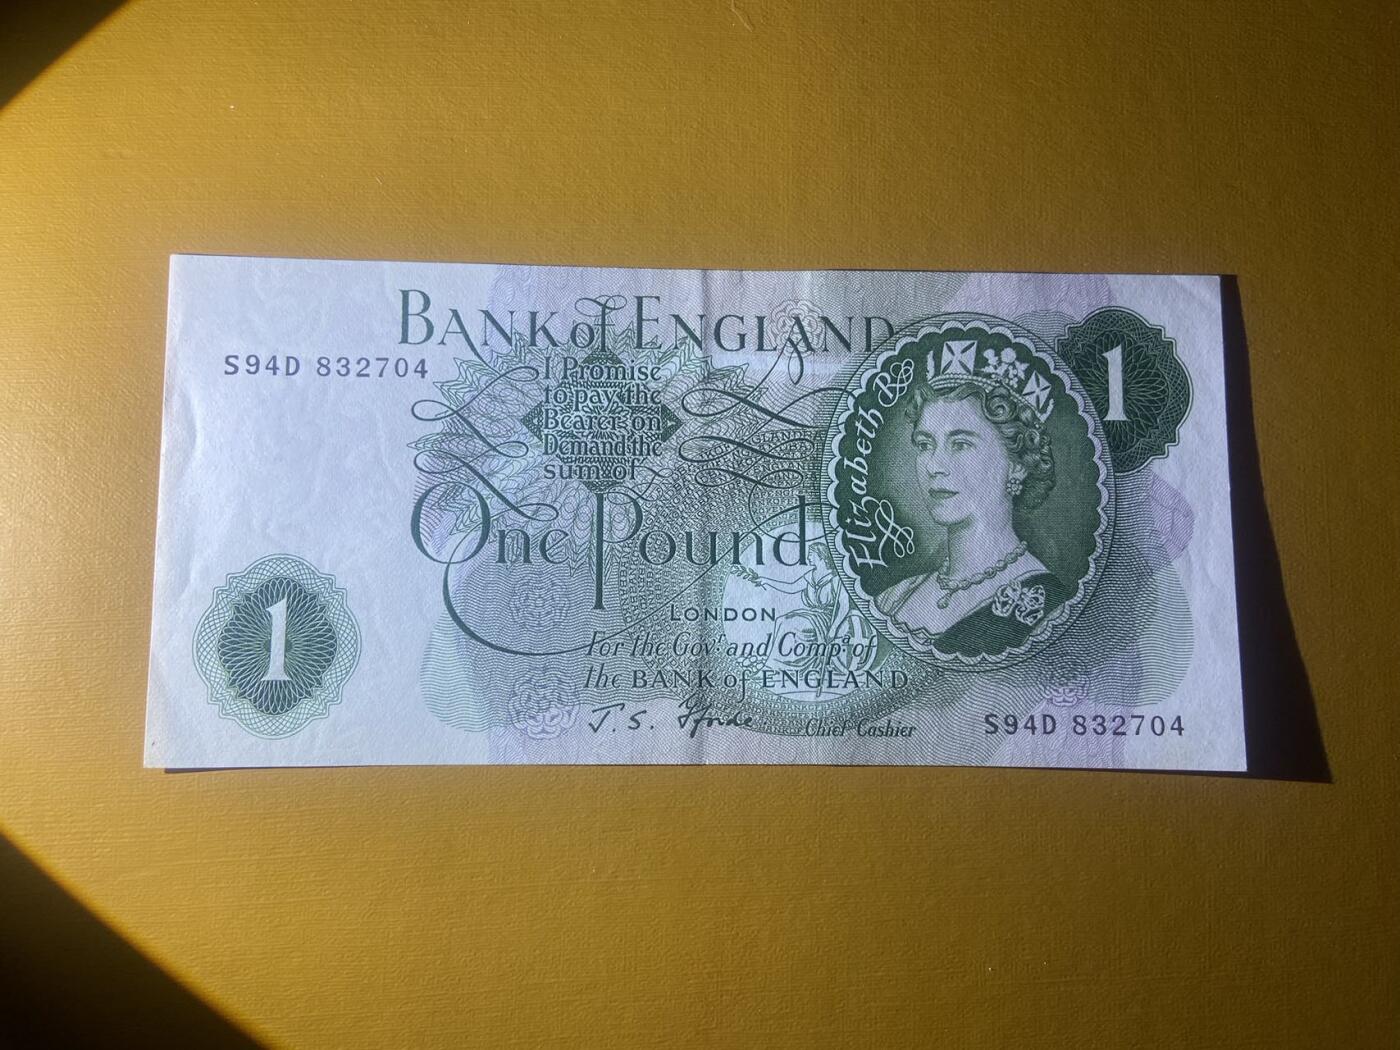 BANK of ENGLAND
S94D 832704
I Promise
to pay the
Bearer on
Demand the
sum of
One Pound
LONDON
For the Govr. and Compa. of
the BANK of ENGLAND
J. S. Fforde
Chief Cashier
Elizabeth R
1
1
S94D 832704